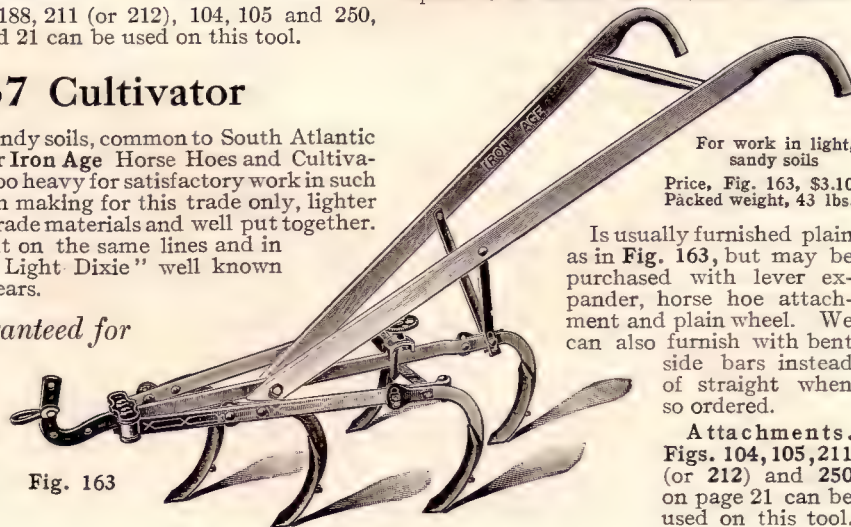 188, 211 (or 212), 104, 105 and 250,
21 can be used on this tool.
7 Cultivator
sandy soils, common to South Atlantic
Iron Age Horse Hoes and Cultiva-
too heavy for satisfactory work in such
making for this trade only, lighter
materials and well put together.
on the same lines and in
Light Dixie" well known
for
IRON AGE
Fig. 163
For work in light,
sandy soils
Price, Fig. 163, $3.10
Packed weight, 43 lbs.
Is usually furnished plain
as in Fig. 163, but may be
purchased with lever ex-
pander, horse hoe attach-
ment and plain wheel. We
can also furnish with bent
side bars instead
of straight when
so ordered.
Attachments.
Figs. 104, 105, 211
(or 212) and 250
on page 21 can be
used on this tool.